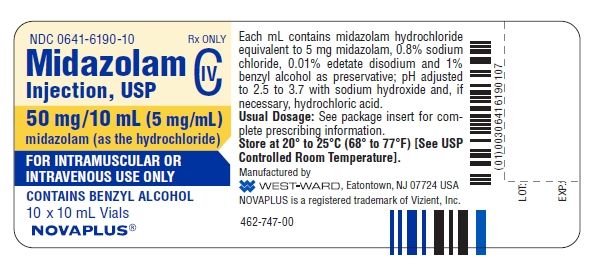 NDC 0641-6190-10 Rx ONLY
Midazolam CIV
Injection, USP
50 mg/10 mL (5 mg/mL)
midazolam (as the hydrochloride)
FOR INTRAMUSCULAR OR
INTRAVENOUS USE ONLY
CONTAINS BENZYL ALCOHOL
10 x 10 mL Vials
NOVAPLUS®
Each mL contains midazolam hydrochloride
equivalent to 5 mg midazolam, 0.8% sodium
chloride, 0.01% edetate disodium and 1%
benzyl alcohol as preservative; pH adjusted
to 2.5 to 3.7 with sodium hydroxide and, if
necessary, hydrochloric acid.
Usual Dosage: See package insert for com-
plete prescribing information.
Store at 20° to 25°C (68° to 77°F) [See USP
Controlled Room Temperature].
Manufactured by
WEST-WARD, Eatontown, NJ 07724 USA
NOVAPLUS is a registered trademark of Vizient, Inc.
462-747-00
(01)00306416190107
LOT:
EXP.: